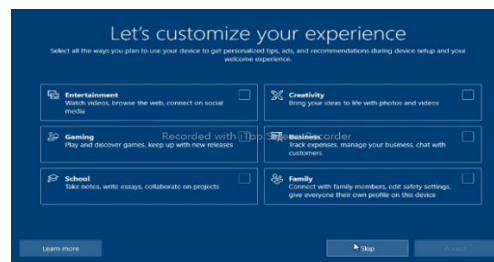 Let's customize your experience
Select all the ways you plan to use your device to get personalized tips, ads, and recommendations during device setup and your
welcome experience.
Entertainment
Watch videos, browse the web, connect on social
media
Creativity
Bring your ideas to life with photos and videos
Recorded with iTop Screen Recorder
Gaming
Play and discover games, keep up with new releases
Business
Track expenses, manage your business, chat with
customers
School
Take notes, write essays, collaborate on projects
Family
Connect with family members, edit safety settings,
give everyone their own profile on this device
Learn more
Skip
Accept